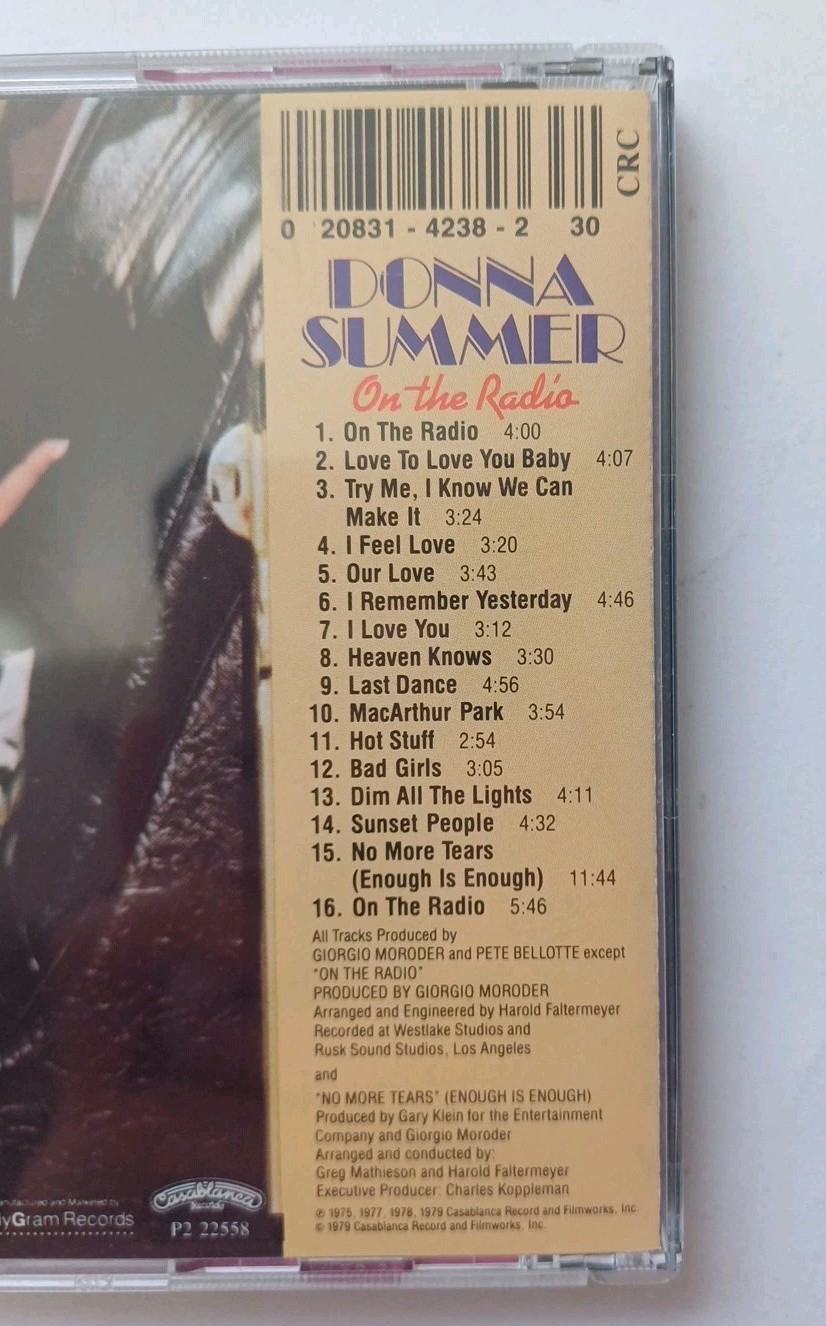 CRC
0 20831 - 4238 - 2 30
DONNA
SUMMER
On the Radio
1. On The Radio 4:00
2. Love To Love You Baby 4:07
3. Try Me, I Know We Can
Make It 3:24
4. I Feel Love 3:20
5. Our Love 3:43
6. I Remember Yesterday 4:46
7. I Love You 3:12
8. Heaven Knows 3:30
9. Last Dance 4:56
10. MacArthur Park 3:54
11. Hot Stuff 2:54
12. Bad Girls 3:05
13. Dim All The Lights 4:11
14. Sunset People 4:32
15. No More Tears
(Enough Is Enough) 11:44
16. On The Radio 5:46
All Tracks Produced by
GIORGIO MORODER and PETE BELLOTTE except
"ON THE RADIO"
PRODUCED BY GIORGIO MORODER
Arranged and Engineered by Harold Faltermeyer
Recorded at Westlake Studios and
Rusk Sound Studios, Los Angeles
and
"NO MORE TEARS" (ENOUGH IS ENOUGH)
Produced by Gary Klein for the Entertainment
Company and Giorgio Moroder
Arranged and conducted by:
Greg Mathieson and Harold Faltermeyer
Executive Producer: Charles Koppleman
℗ 1975, 1977, 1978, 1979 Casablanca Record and Filmworks, Inc.
© 1979 Casablanca Record and Filmworks, Inc.
and Marketed by
yGram Records
Casablanca
Records
P2 22558